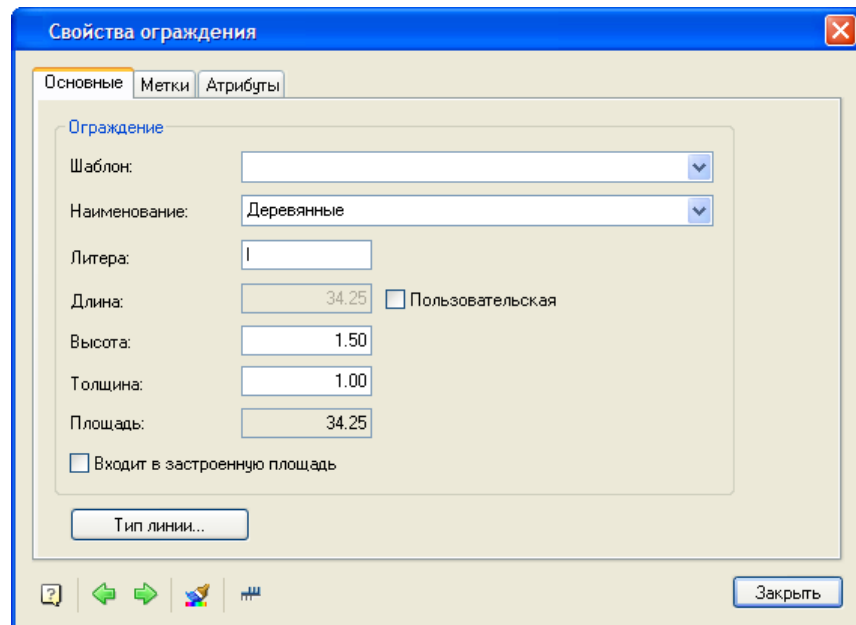 Свойства ограждения
Основные Метки Атрибуты
Ограждение
Шаблон:
Наименование: Деревянные
Литера: I
Длина: 34.25 Пользовательская
Высота: 1.50
Толщина: 1.00
Площадь: 34.25
Входит в застроенную площадь
Тип линии...
? Закрыть